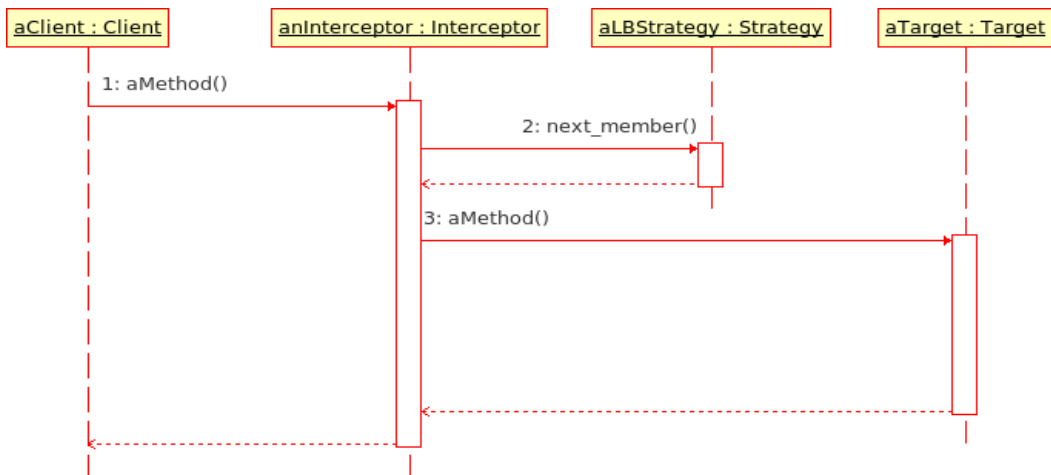 aClient : Client
anInterceptor : Interceptor
aLBStrategy : Strategy
aTarget : Target
1: aMethod()
2: next_member()
3: aMethod()